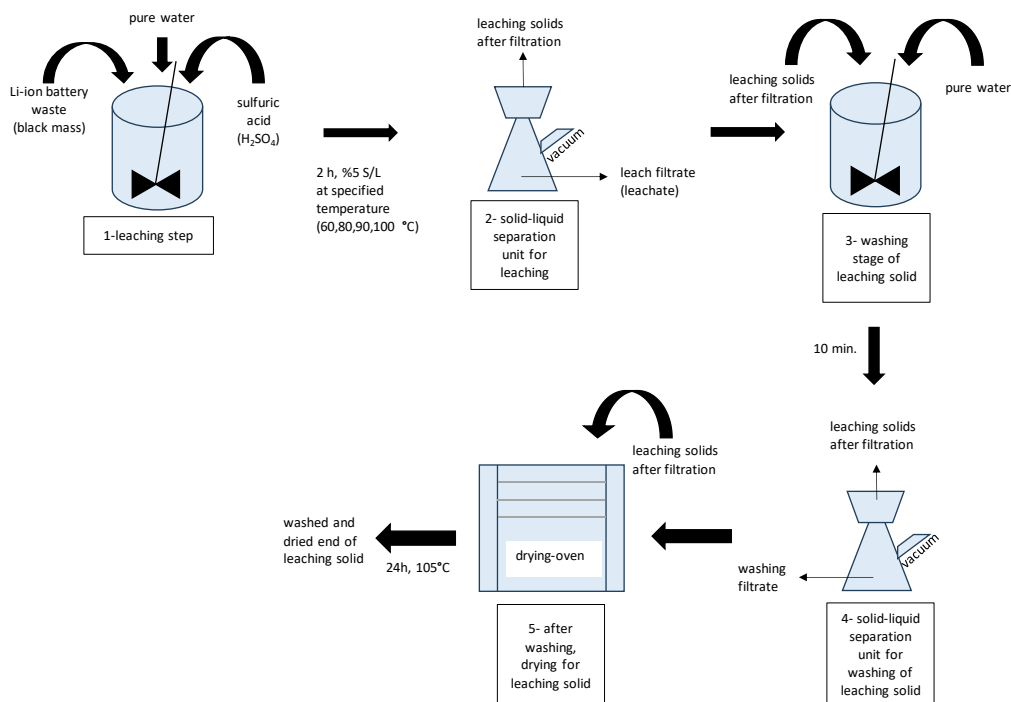 pure water
Li-ion battery
waste
(black mass)
sulfuric
acid
(H₂SO₄)
1-leaching step
2 h, %5 S/L
at specified
temperature
(60,80,90,100 °C)
leaching solids
after filtration
vacuum
leach filtrate
(leachate)
2- solid-liquid
separation
unit for
leaching
leaching solids
after filtration
pure water
3- washing
stage of
leaching solid
10 min.
leaching solids
after filtration
vacuum
washing
filtrate
4- solid-liquid
separation
unit for
washing of
leaching solid
leaching solids
after filtration
drying-oven
5- after
washing,
drying for
leaching solid
24h, 105°C
washed and
dried end of
leaching solid